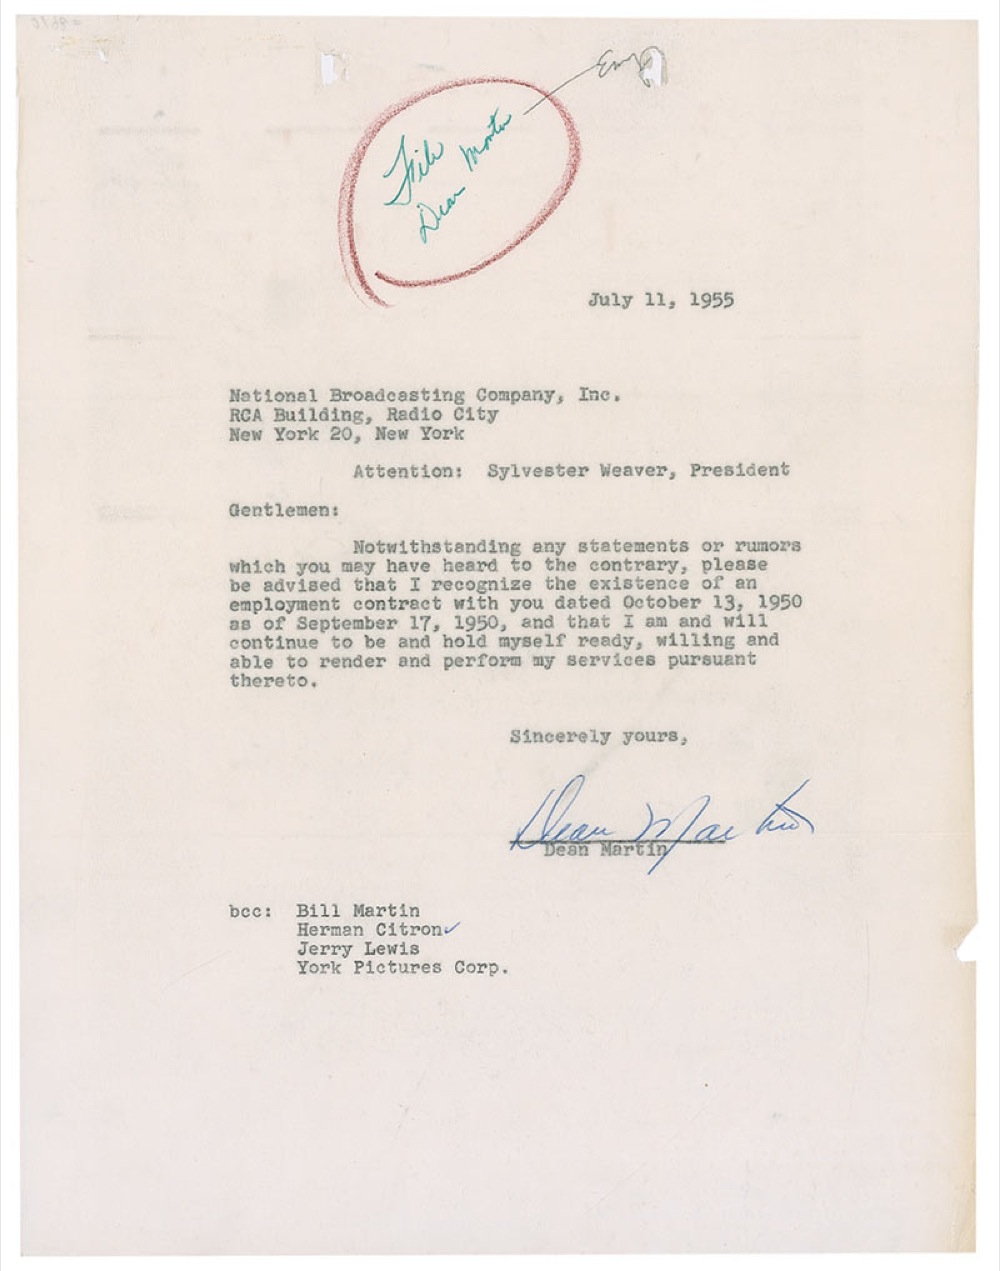 File
Dean Martin
July 11, 1955
National Broadcasting Company, Inc.
RCA Building, Radio City
New York 20, New York
Attention: Sylvester Weaver, President
Gentlemen:
Notwithstanding any statements or rumors
which you may have heard to the contrary, please
be advised that I recognize the existence of an
employment contract with you dated October 13, 1950
as of September 17, 1950, and that I am and will
continue to be and hold myself ready, willing and
able to render and perform my services pursuant
thereto.
Sincerely yours,
Dean Martin
Dean Martin
bcc: Bill Martin
Herman Citron
Jerry Lewis
York Pictures Corp.